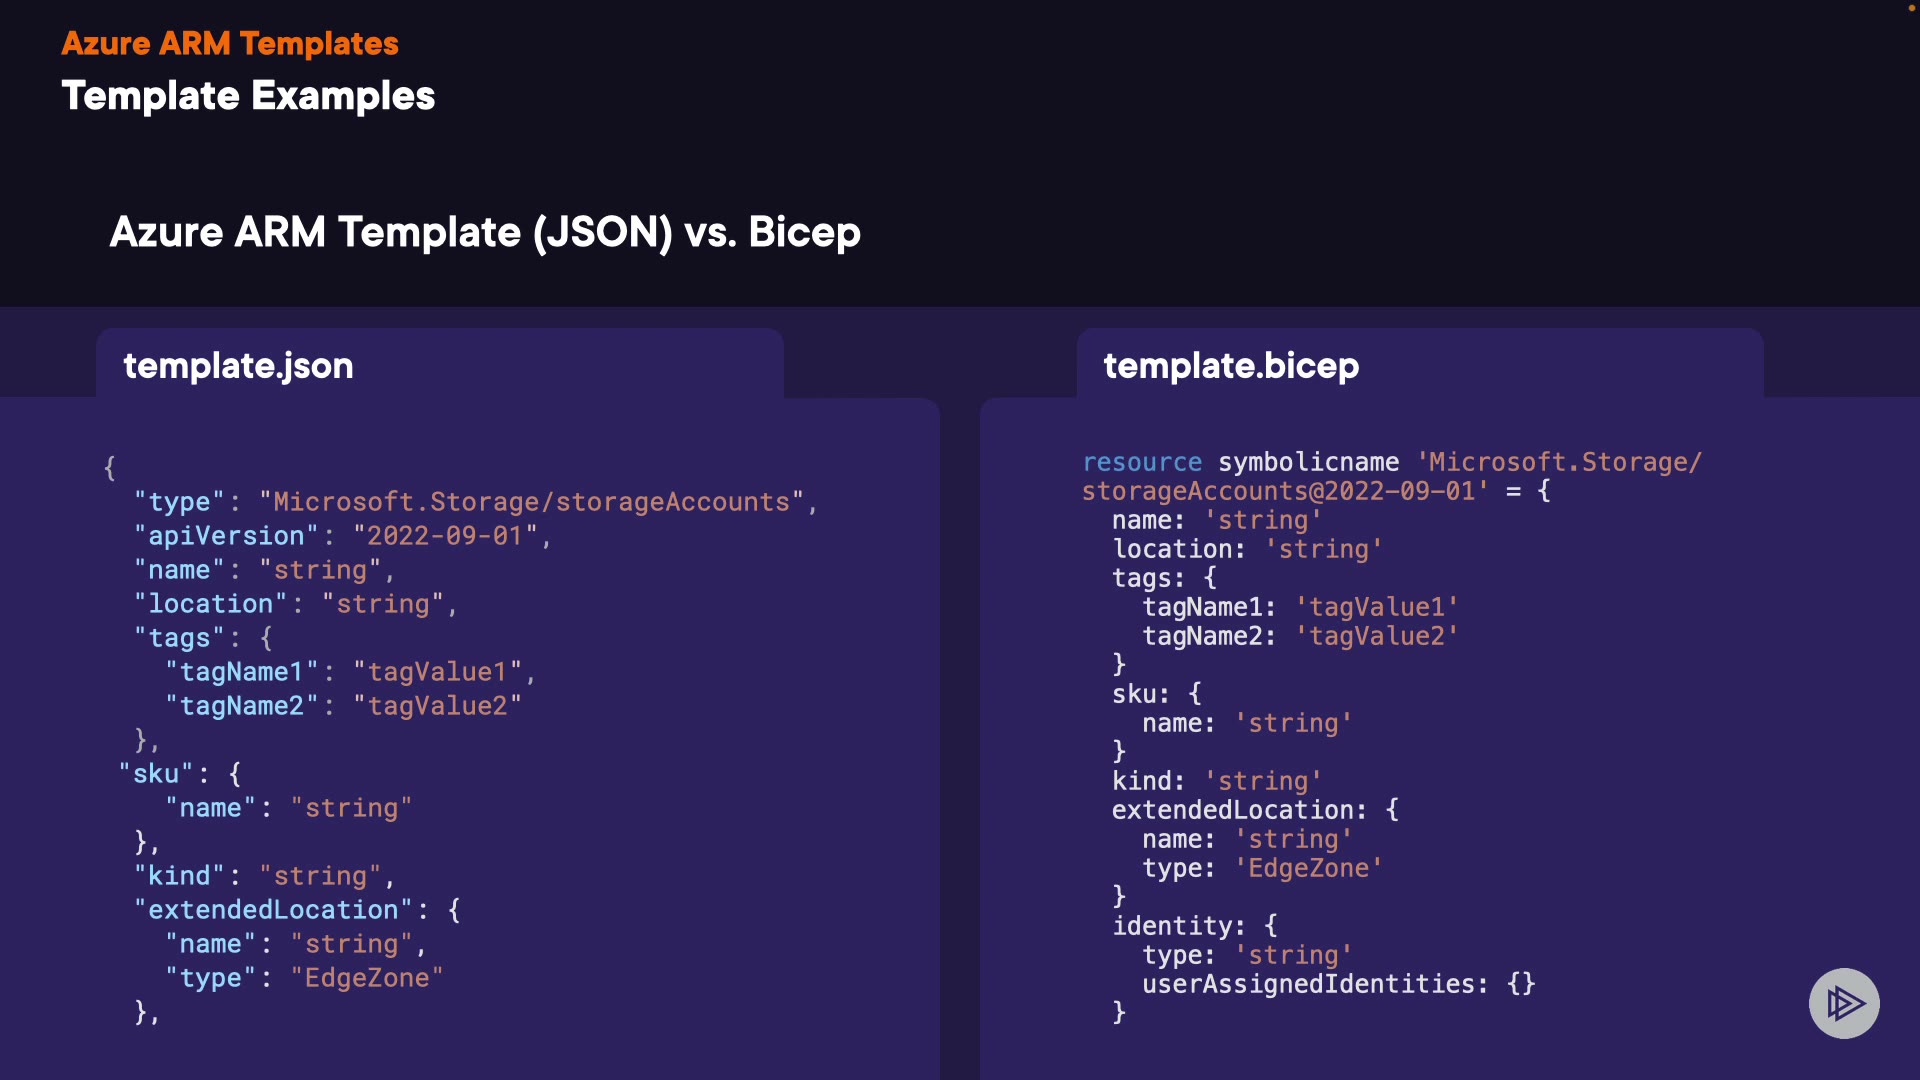 Azure ARM Templates
Template Examples
Azure ARM Template (JSON) vs. Bicep
template.json
{
  "type": "Microsoft.Storage/storageAccounts",
  "apiVersion": "2022-09-01",
  "name": "string",
  "location": "string",
  "tags": {
    "tagName1": "tagValue1",
    "tagName2": "tagValue2"
  },
 "sku": {
    "name": "string"
  },
  "kind": "string",
  "extendedLocation": {
    "name": "string",
    "type": "EdgeZone"
  },
template.bicep
resource symbolicname 'Microsoft.Storage/
storageAccounts@2022-09-01' = {
  name: 'string'
  location: 'string'
  tags: {
    tagName1: 'tagValue1'
    tagName2: 'tagValue2'
  }
  sku: {
    name: 'string'
  }
  kind: 'string'
  extendedLocation: {
    name: 'string'
    type: 'EdgeZone'
  }
  identity: {
    type: 'string'
    userAssignedIdentities: {}
  }